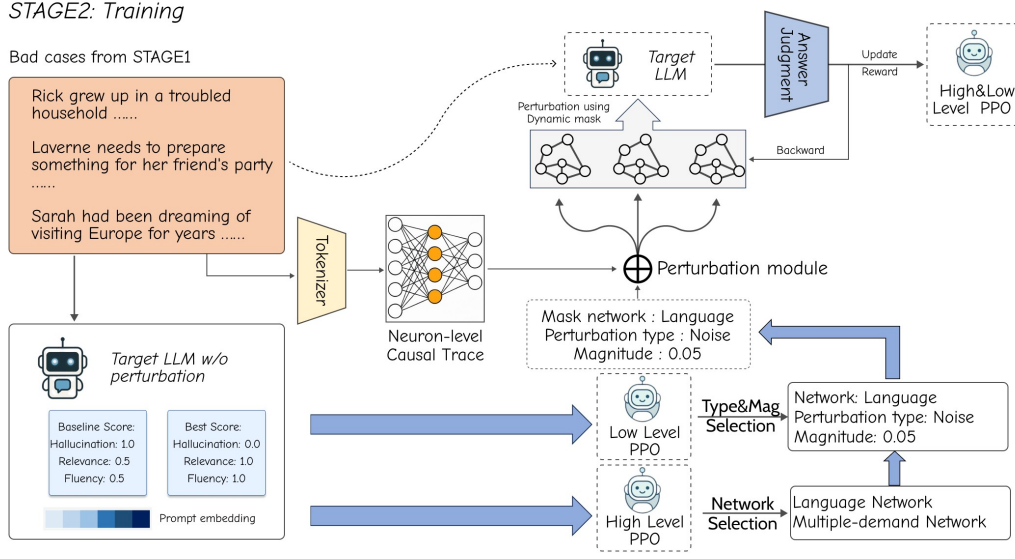 STAGE2: Training
Bad cases from STAGE1
Rick grew up in a troubled
household ......
Laverne needs to prepare
something for her friend's party
......
Sarah had been dreaming of
visiting Europe for years ......
Target
LLM
Answer
Judgment
Update
Reward
High&Low
Level PPO
Perturbation using
Dynamic mask
Backward
Tokenizer
Neuron-level
Causal Trace
Perturbation module
Mask network : Language
Perturbation type : Noise
Magnitude : 0.05
Target LLM w/o
perturbation
Baseline Score:
Hallucination: 1.0
Relevance: 0.5
Fluency: 0.5
Best Score:
Hallucination: 0.0
Relevance: 1.0
Fluency: 1.0
Prompt embedding
Low Level
PPO
Type&Mag
Selection
Network: Language
Perturbation type: Noise
Magnitude: 0.05
High Level
PPO
Network
Selection
Language Network
Multiple-demand Network